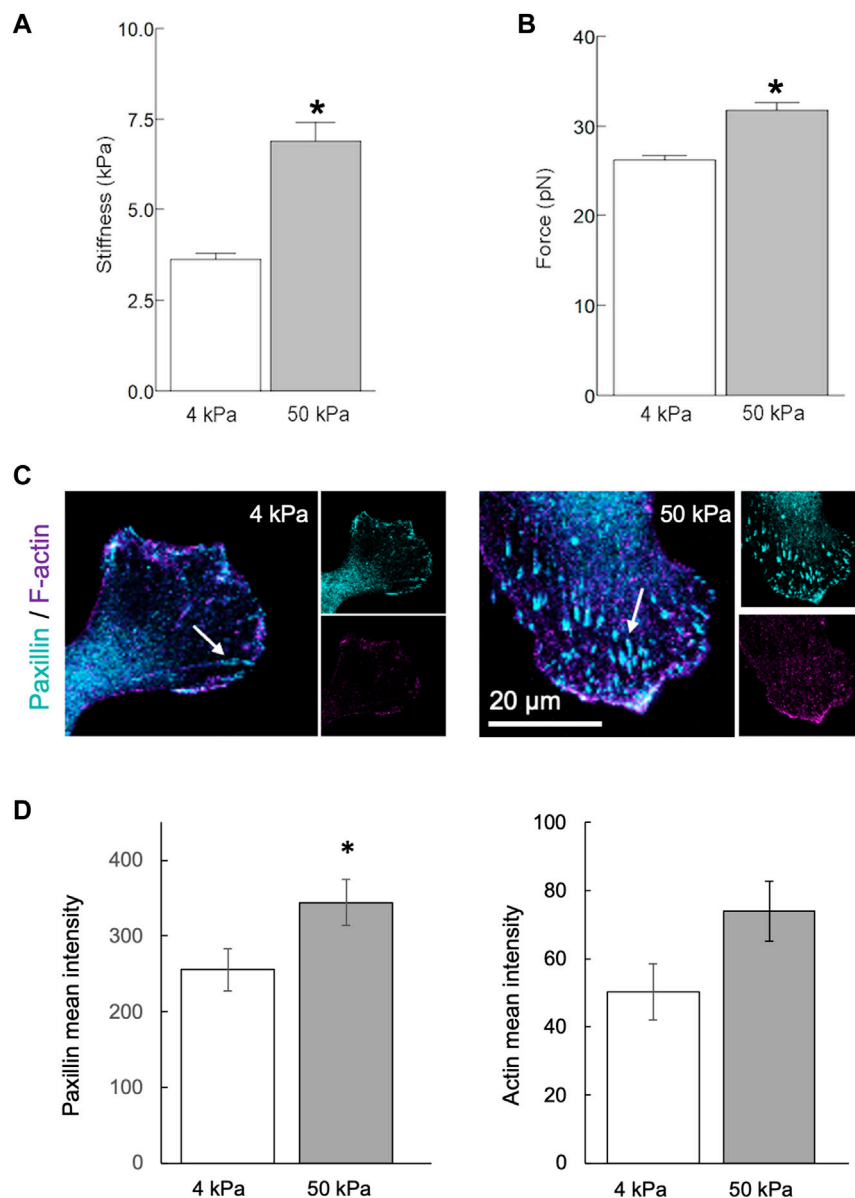 A
10.0
7.5
5.0
2.5
0.0
Stiffness (kPa)
*
4 kPa
50 kPa
B
40
30
20
10
0
Force (pN)
*
4 kPa
50 kPa
C
Paxillin / F-actin
4 kPa
50 kPa
20 µm
D
400
300
200
100
0
Paxillin mean intensity
*
4 kPa
50 kPa
100
80
60
40
20
0
Actin mean intensity
4 kPa
50 kPa